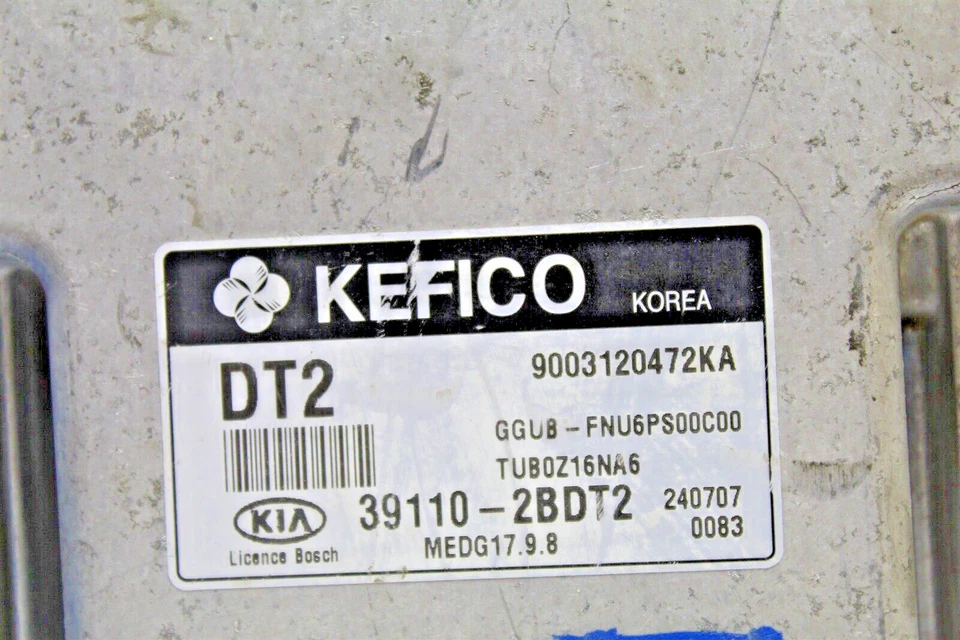 KEFICO KOREA
DT2 9003120472KA
GGUB-FNU6PS00C00
TUB0Z16NA6
KIA 39110-2BDT2 240707
Licence Bosch MEDG17.9.8 0083